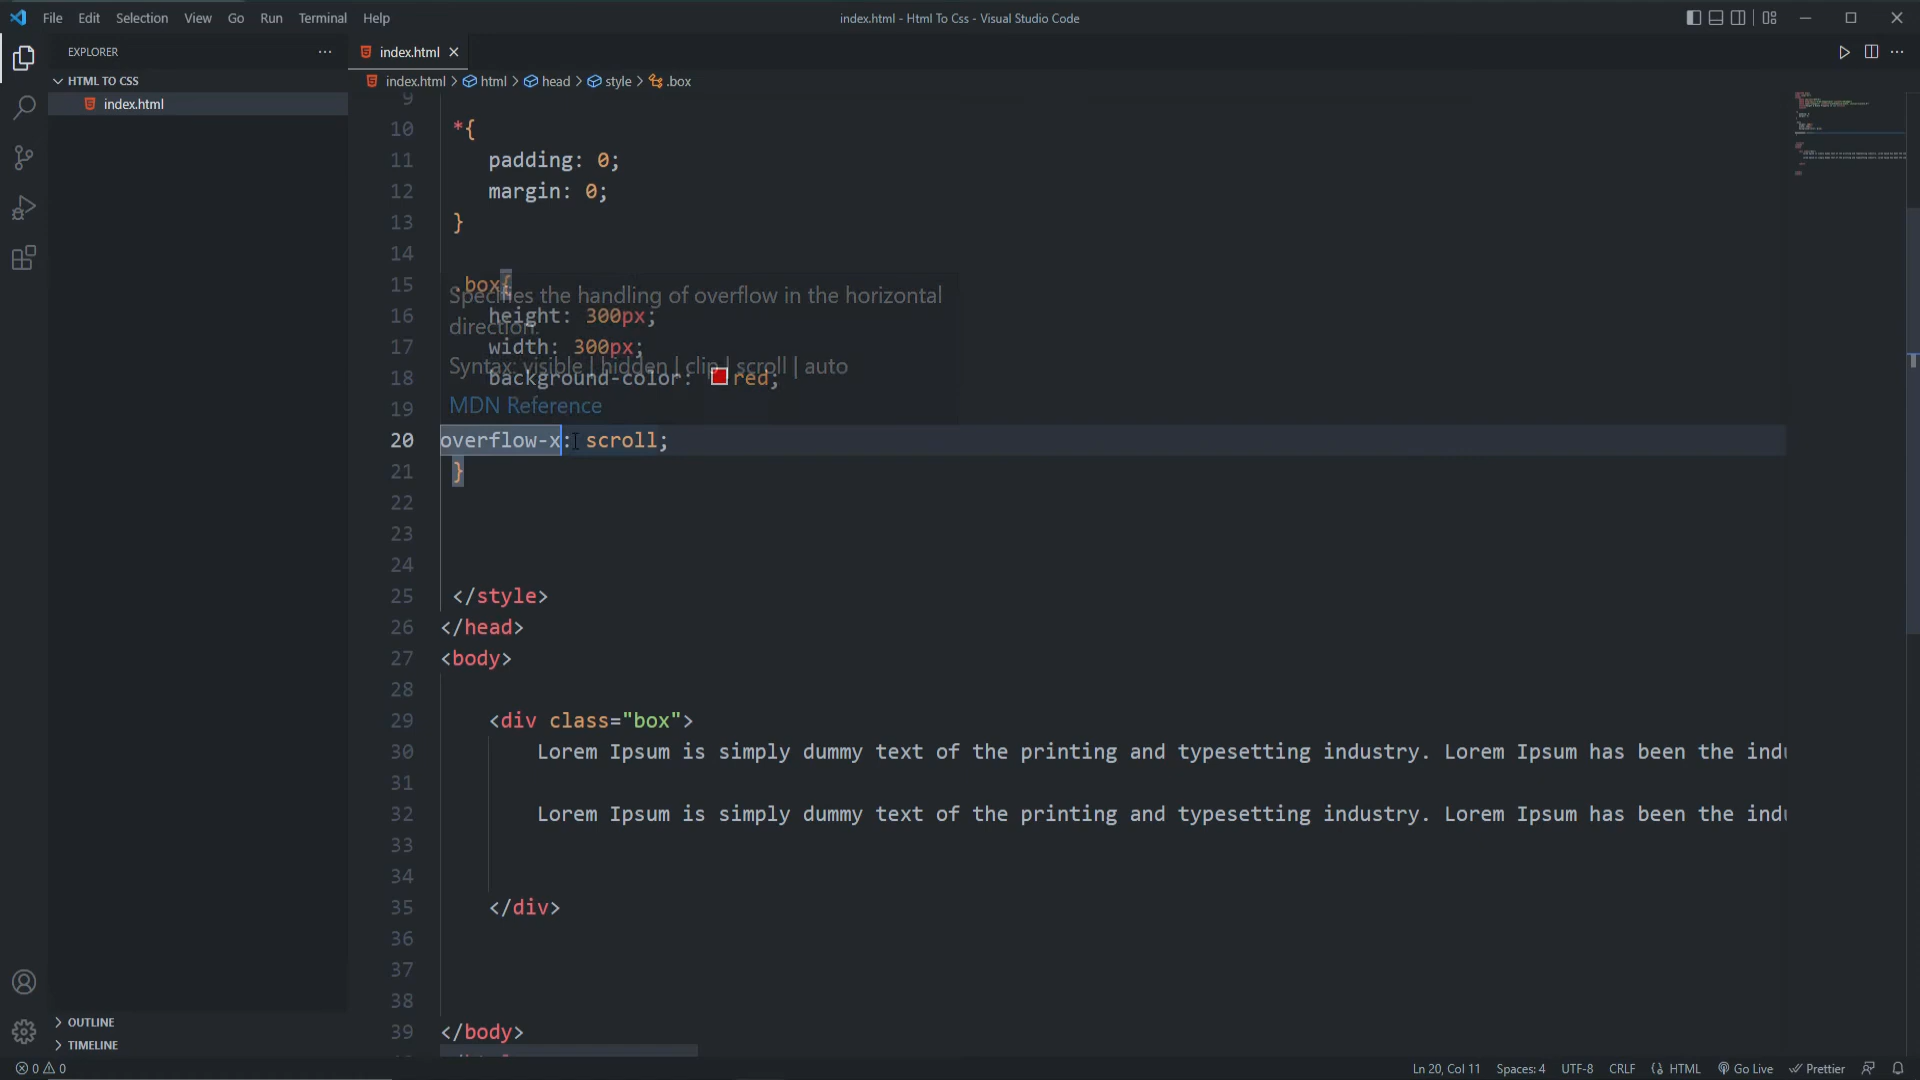 File Edit Selection View Go Run Terminal Help
index.html - Html To Css - Visual Studio Code
EXPLORER
HTML TO CSS
index.html
index.html
index.html > html > head > style > .box
9
10 *{
11 padding: 0;
12 margin: 0;
13 }
14
15 .box{
Specifies the handling of overflow in the horizontal
16 height: 300px;
direction.
17 width: 300px;
Syntax: visible | hidden | clip | scroll | auto
18 background-color: red;
19
MDN Reference
20 overflow-x: scroll;
21 }
22
23
24
25 </style>
26 </head>
27 <body>
28
29 <div class="box">
30 Lorem Ipsum is simply dummy text of the printing and typesetting industry. Lorem Ipsum has been the indu
31
32 Lorem Ipsum is simply dummy text of the printing and typesetting industry. Lorem Ipsum has been the indu
33
34
35 </div>
36
37
38
39 </body>
OUTLINE
TIMELINE
0 0
Ln 20, Col 11 Spaces: 4 UTF-8 CRLF HTML Go Live Prettier